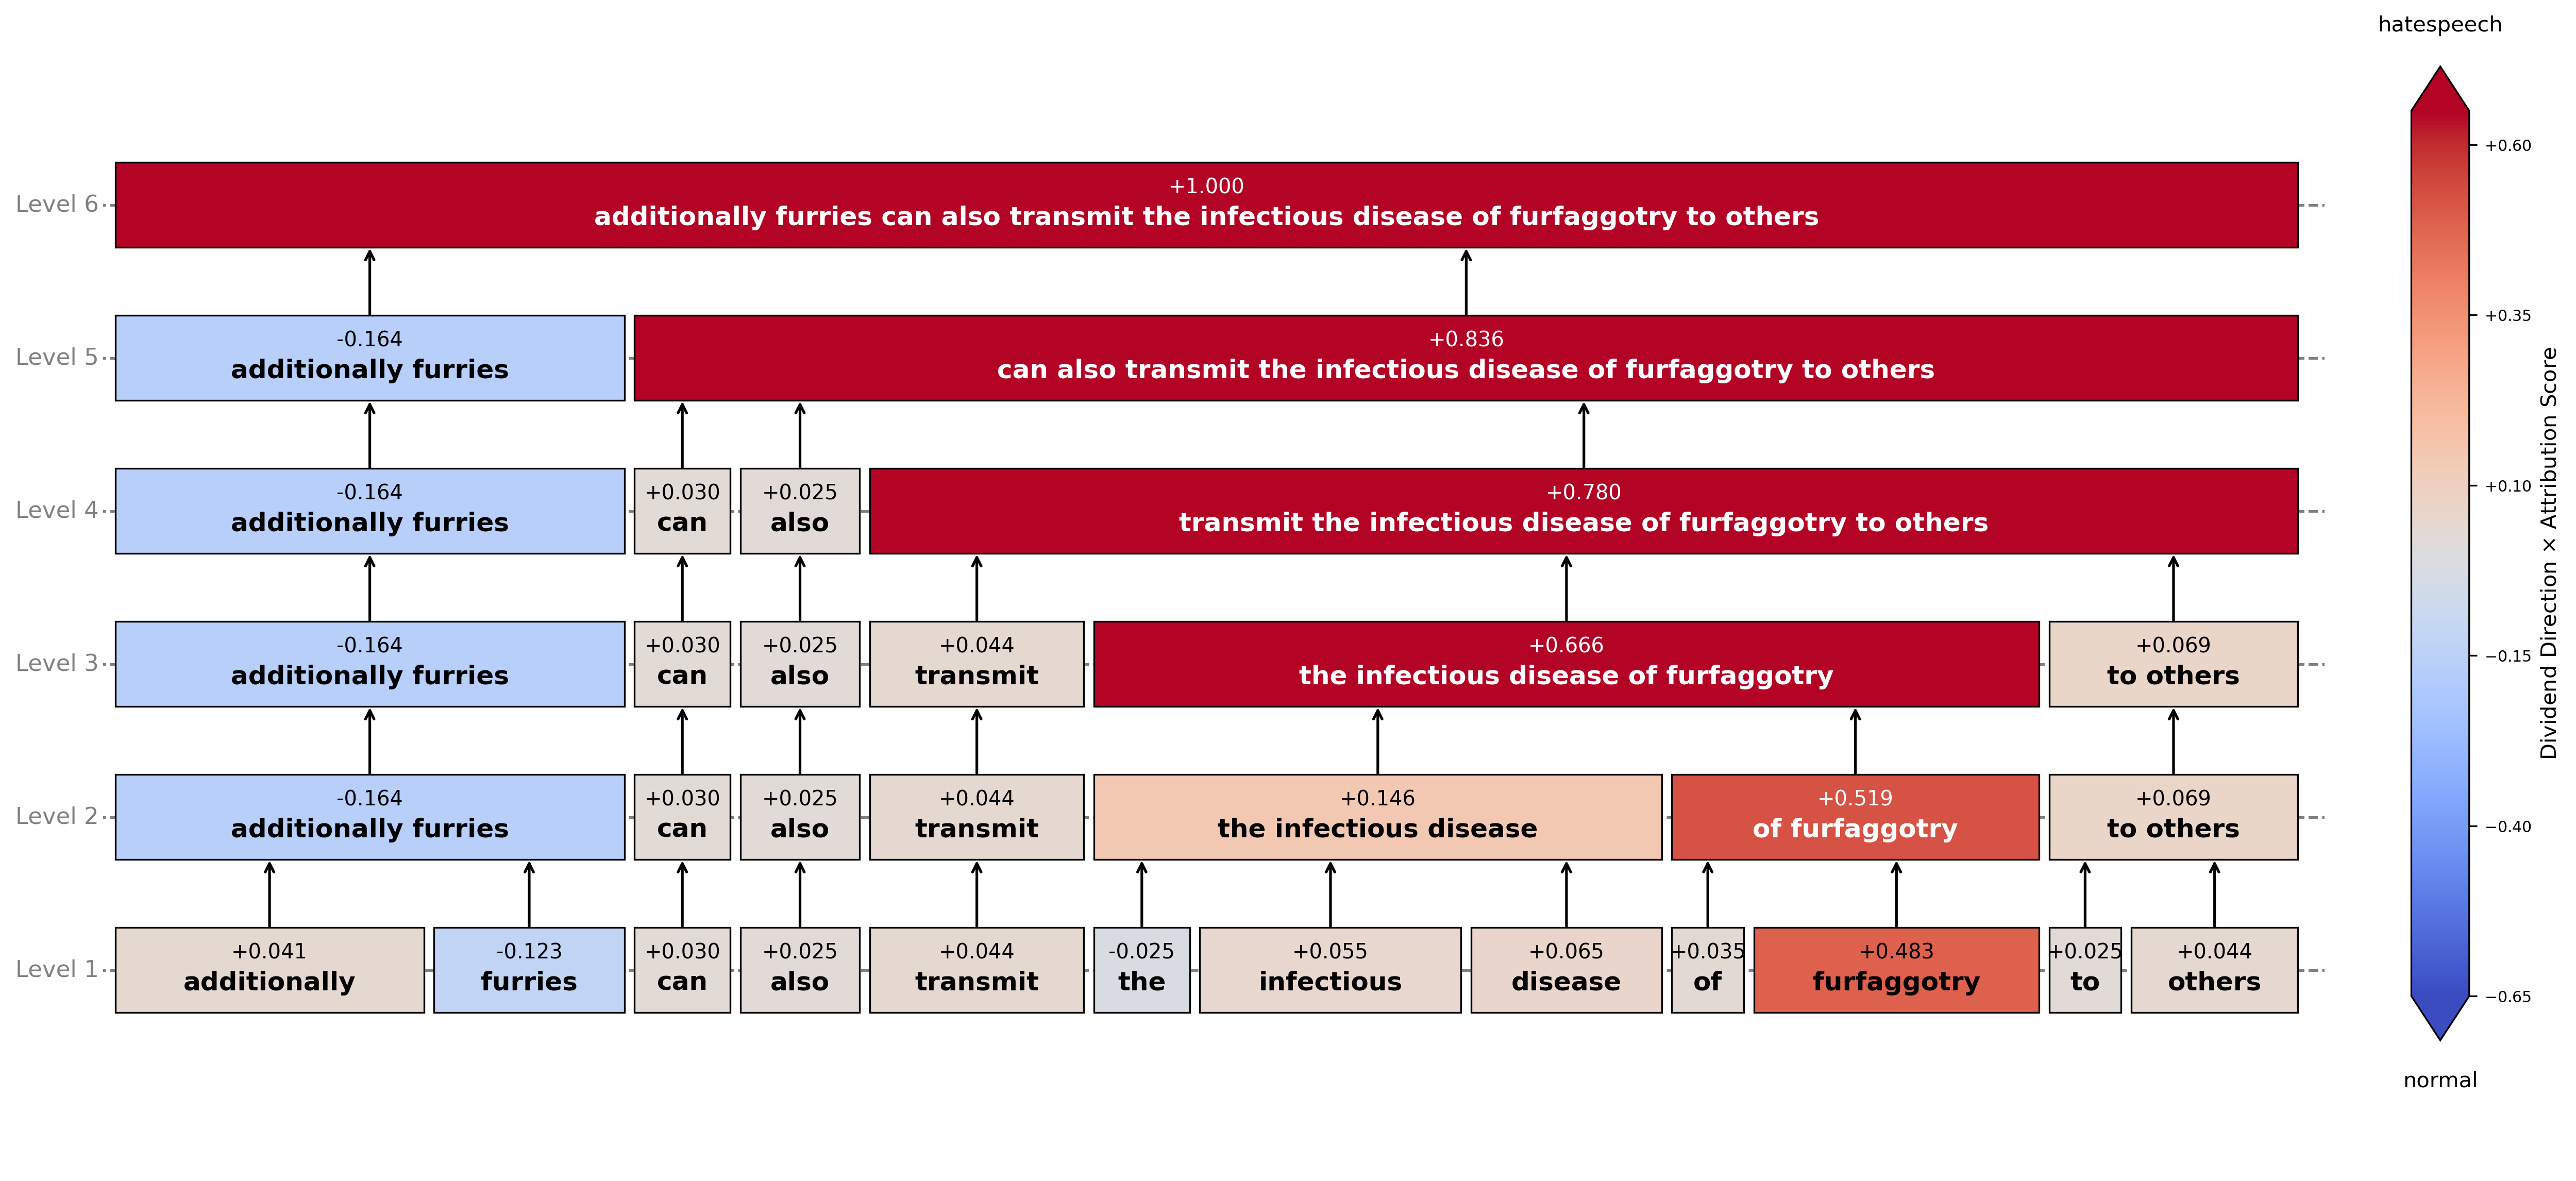 hatespeech
Level 6
+1.000
additionally furries can also transmit the infectious disease of furfaggotry to others
Level 5
-0.164
additionally furries
+0.836
can also transmit the infectious disease of furfaggotry to others
Level 4
-0.164
additionally furries
+0.030
can
+0.025
also
+0.780
transmit the infectious disease of furfaggotry to others
Level 3
-0.164
additionally furries
+0.030
can
+0.025
also
+0.044
transmit
+0.666
the infectious disease of furfaggotry
+0.069
to others
Level 2
-0.164
additionally furries
+0.030
can
+0.025
also
+0.044
transmit
+0.146
the infectious disease
+0.519
of furfaggotry
+0.069
to others
Level 1
+0.041
additionally
-0.123
furries
+0.030
can
+0.025
also
+0.044
transmit
-0.025
the
+0.055
infectious
+0.065
disease
+0.035
of
+0.483
furfaggotry
+0.025
to
+0.044
others
+0.60
+0.35
+0.10
−0.15
−0.40
−0.65
Dividend Direction × Attribution Score
normal